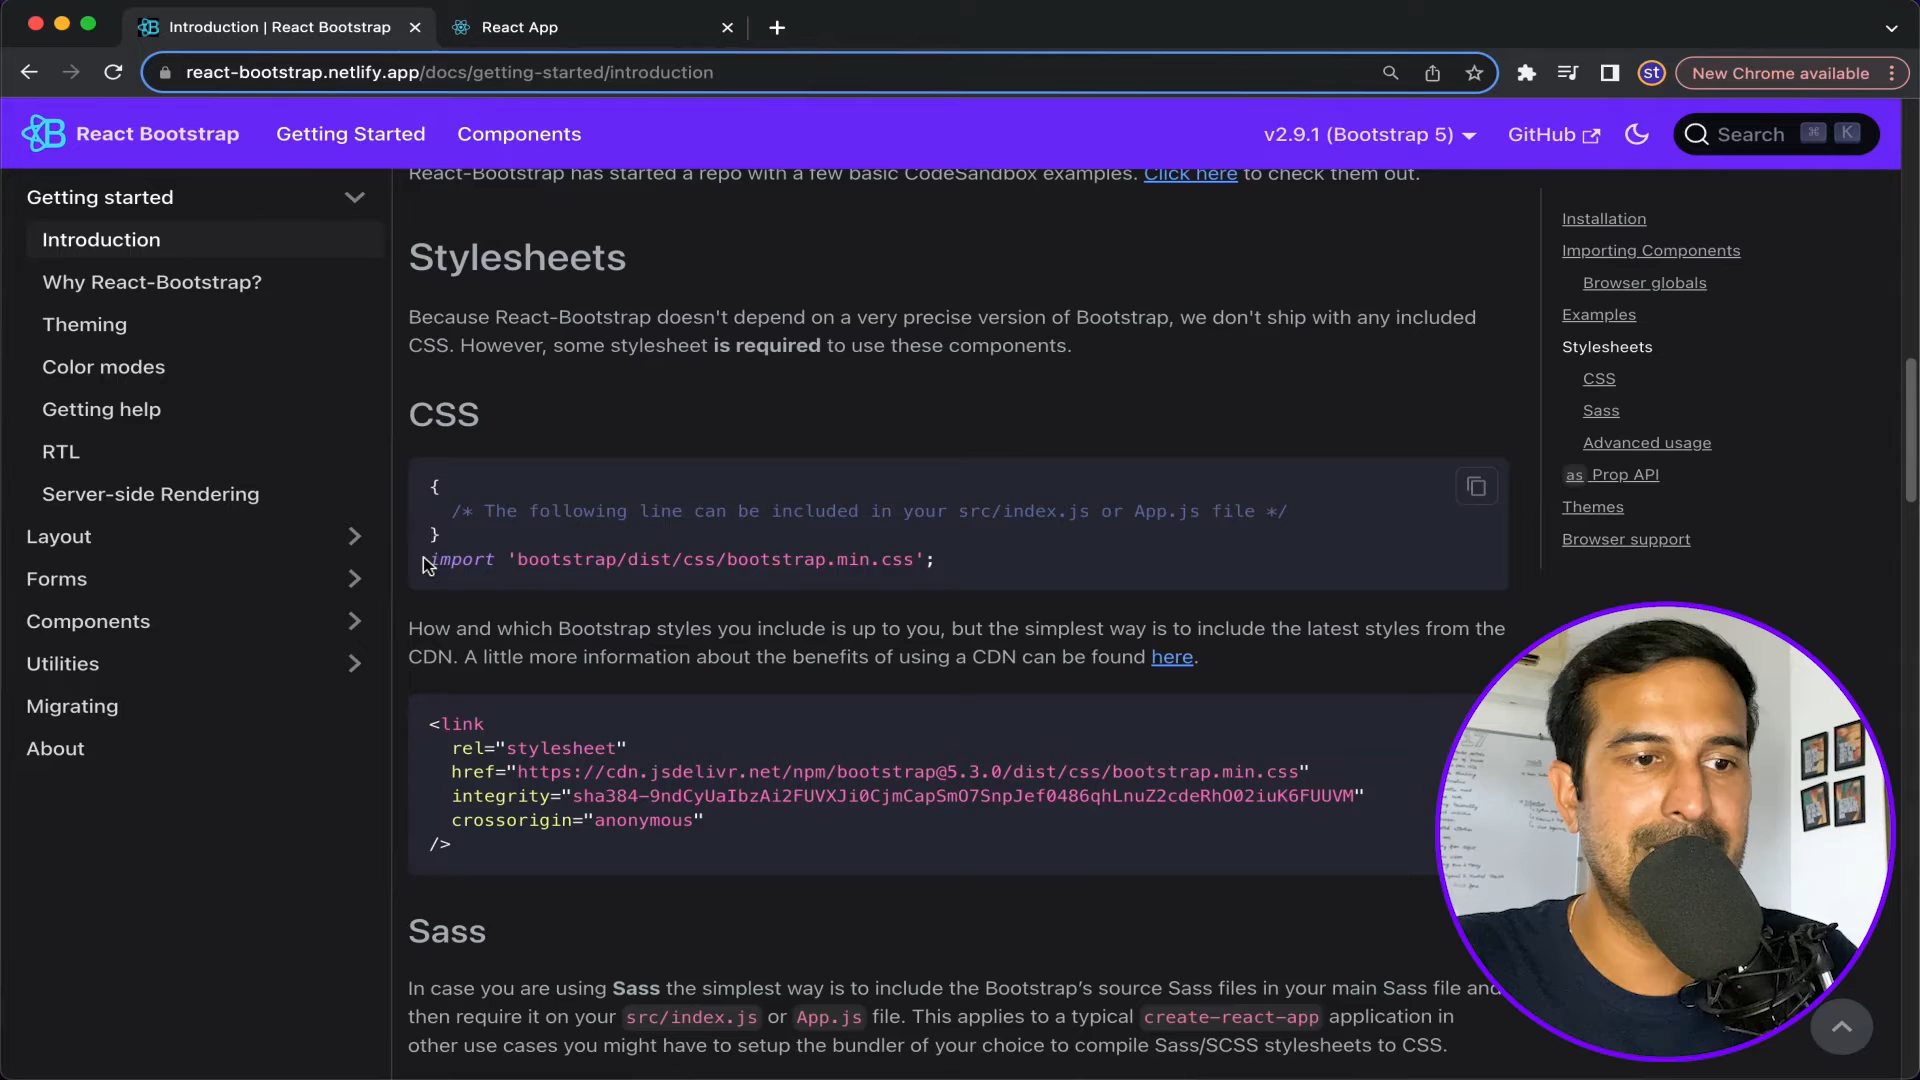 Introduction | React Bootstrap
React App
react-bootstrap.netlify.app/docs/getting-started/introduction
st
New Chrome available
React Bootstrap
Getting Started
Components
v2.9.1 (Bootstrap 5)
GitHub
Search
⌘ K
Getting started
Introduction
Why React-Bootstrap?
Theming
Color modes
Getting help
RTL
Server-side Rendering
Layout
Forms
Components
Utilities
Migrating
About
React-Bootstrap has started a repo with a few basic CodeSandbox examples. Click here to check them out.
Stylesheets
Because React-Bootstrap doesn't depend on a very precise version of Bootstrap, we don't ship with any included
CSS. However, some stylesheet is required to use these components.
CSS
{
/* The following line can be included in your src/index.js or App.js file */
}
import 'bootstrap/dist/css/bootstrap.min.css';
How and which Bootstrap styles you include is up to you, but the simplest way is to include the latest styles from the
CDN. A little more information about the benefits of using a CDN can be found here.
<link
rel="stylesheet"
href="https://cdn.jsdelivr.net/npm/bootstrap@5.3.0/dist/css/bootstrap.min.css"
integrity="sha384-9ndCyUaIbzAi2FUVXJi0CjmCapSmO7SnpJef0486qhLnuZ2cdeRhO02iuK6FUUVM"
crossorigin="anonymous"
/>
Sass
In case you are using Sass the simplest way is to include the Bootstrap's source Sass files in your main Sass file and
then require it on your src/index.js or App.js file. This applies to a typical create-react-app application in
other use cases you might have to setup the bundler of your choice to compile Sass/SCSS stylesheets to CSS.
Installation
Importing Components
Browser globals
Examples
Stylesheets
CSS
Sass
Advanced usage
as Prop API
Themes
Browser support